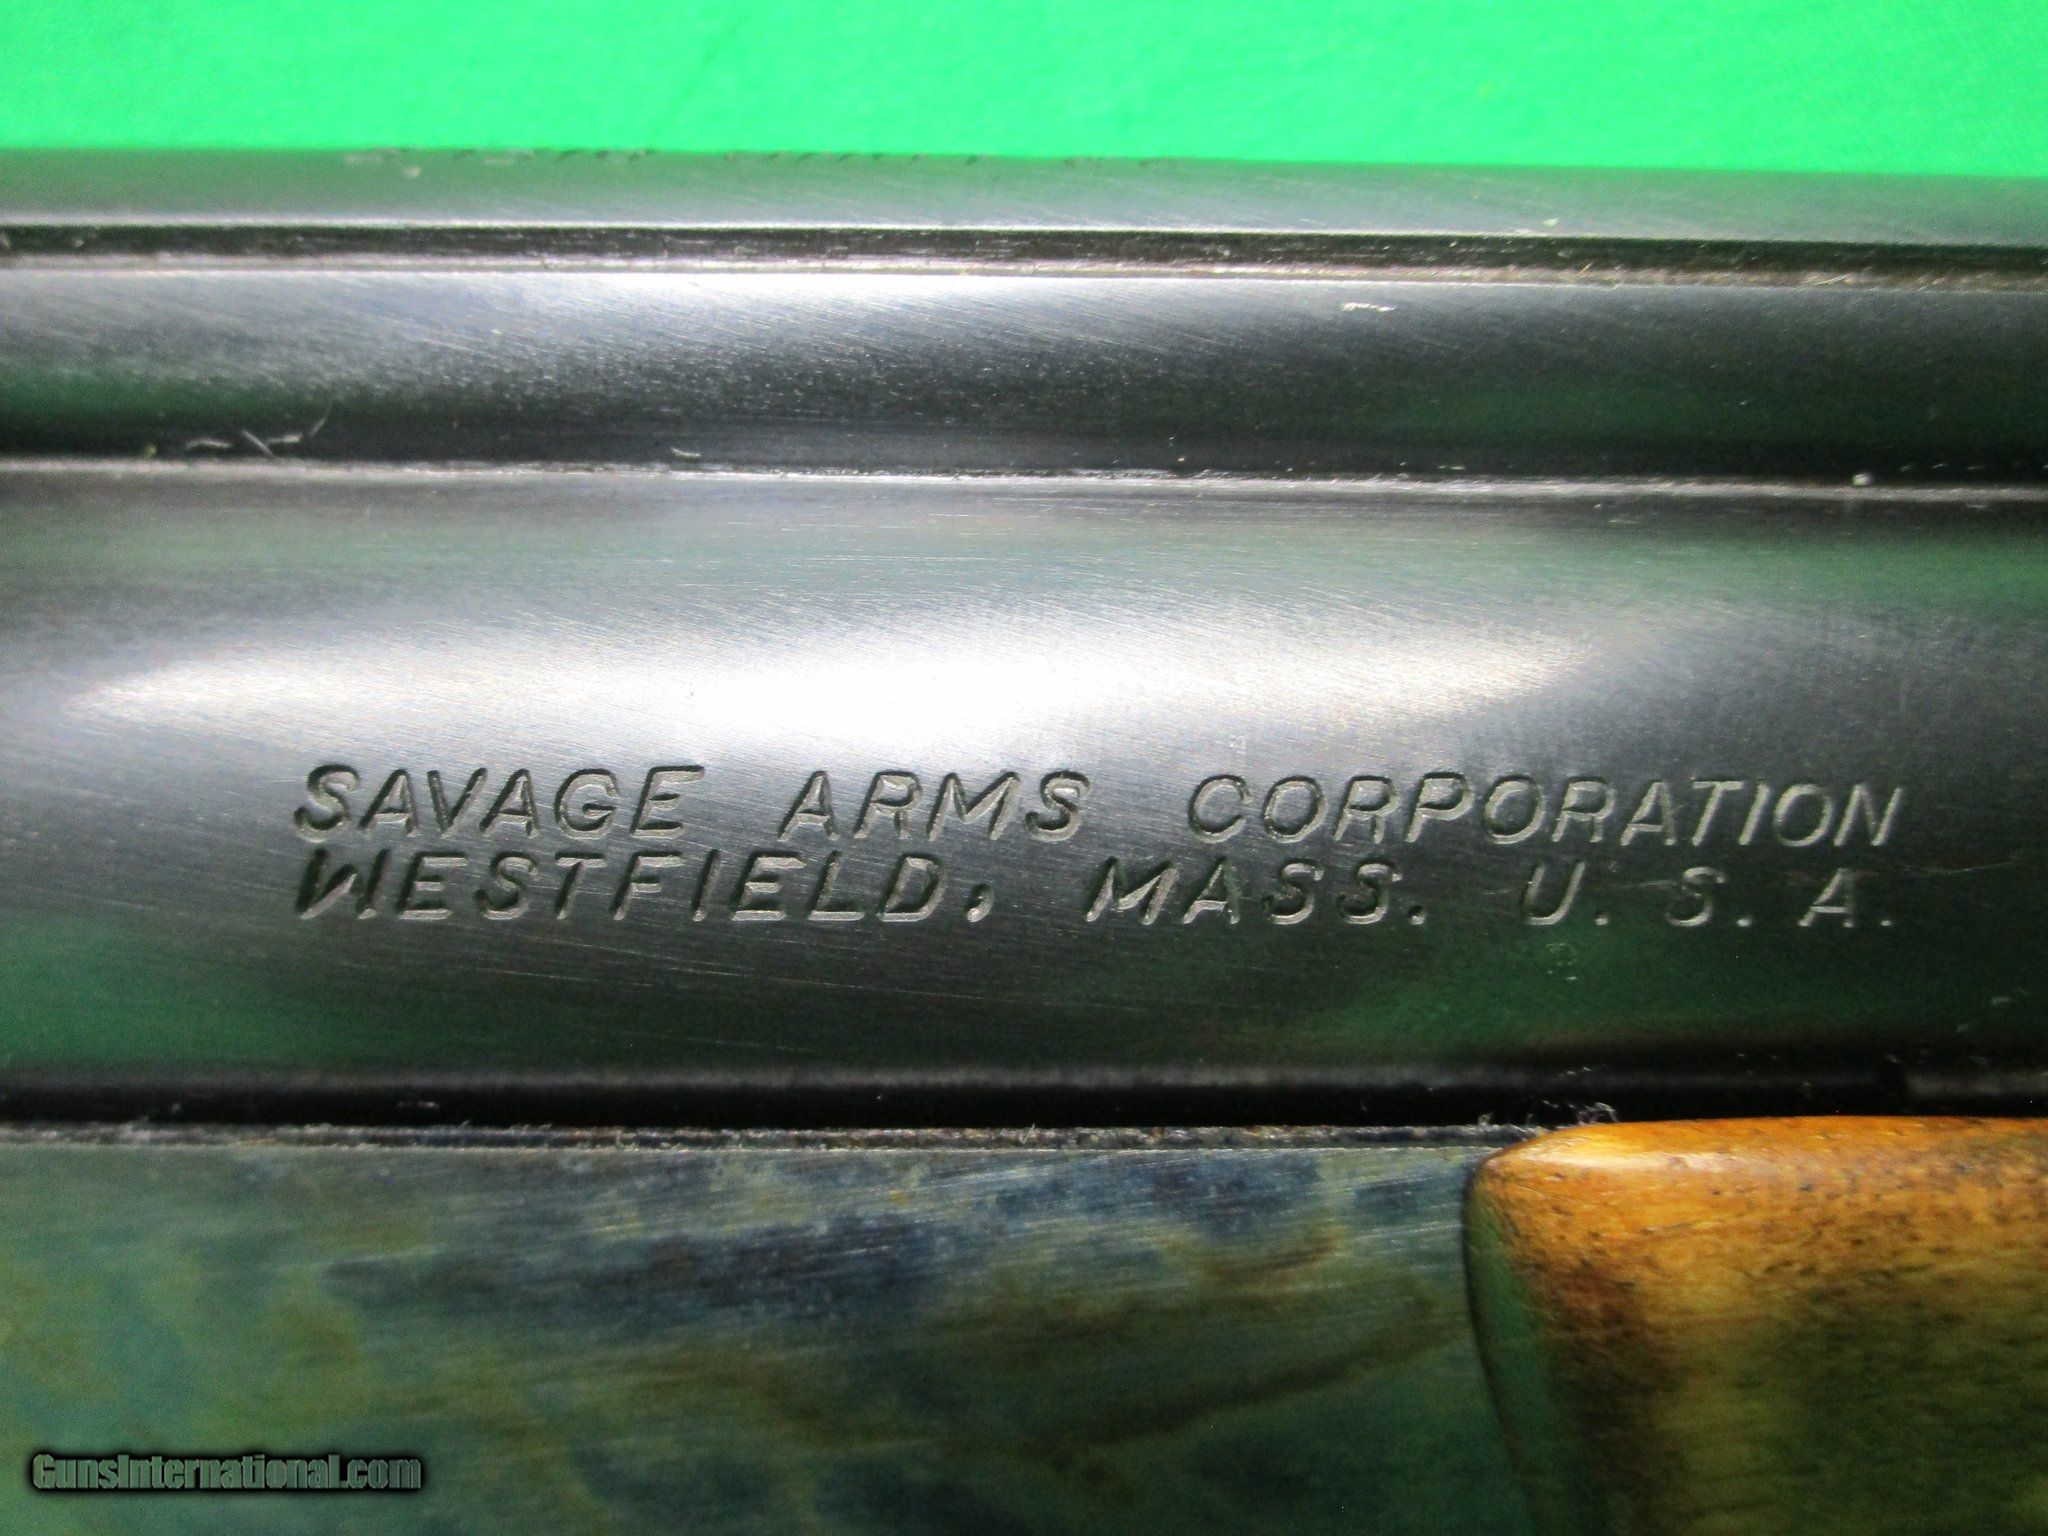 SAVAGE ARMS CORPORATION
WESTFIELD, MASS. U. S. A.
GunsInternational.com